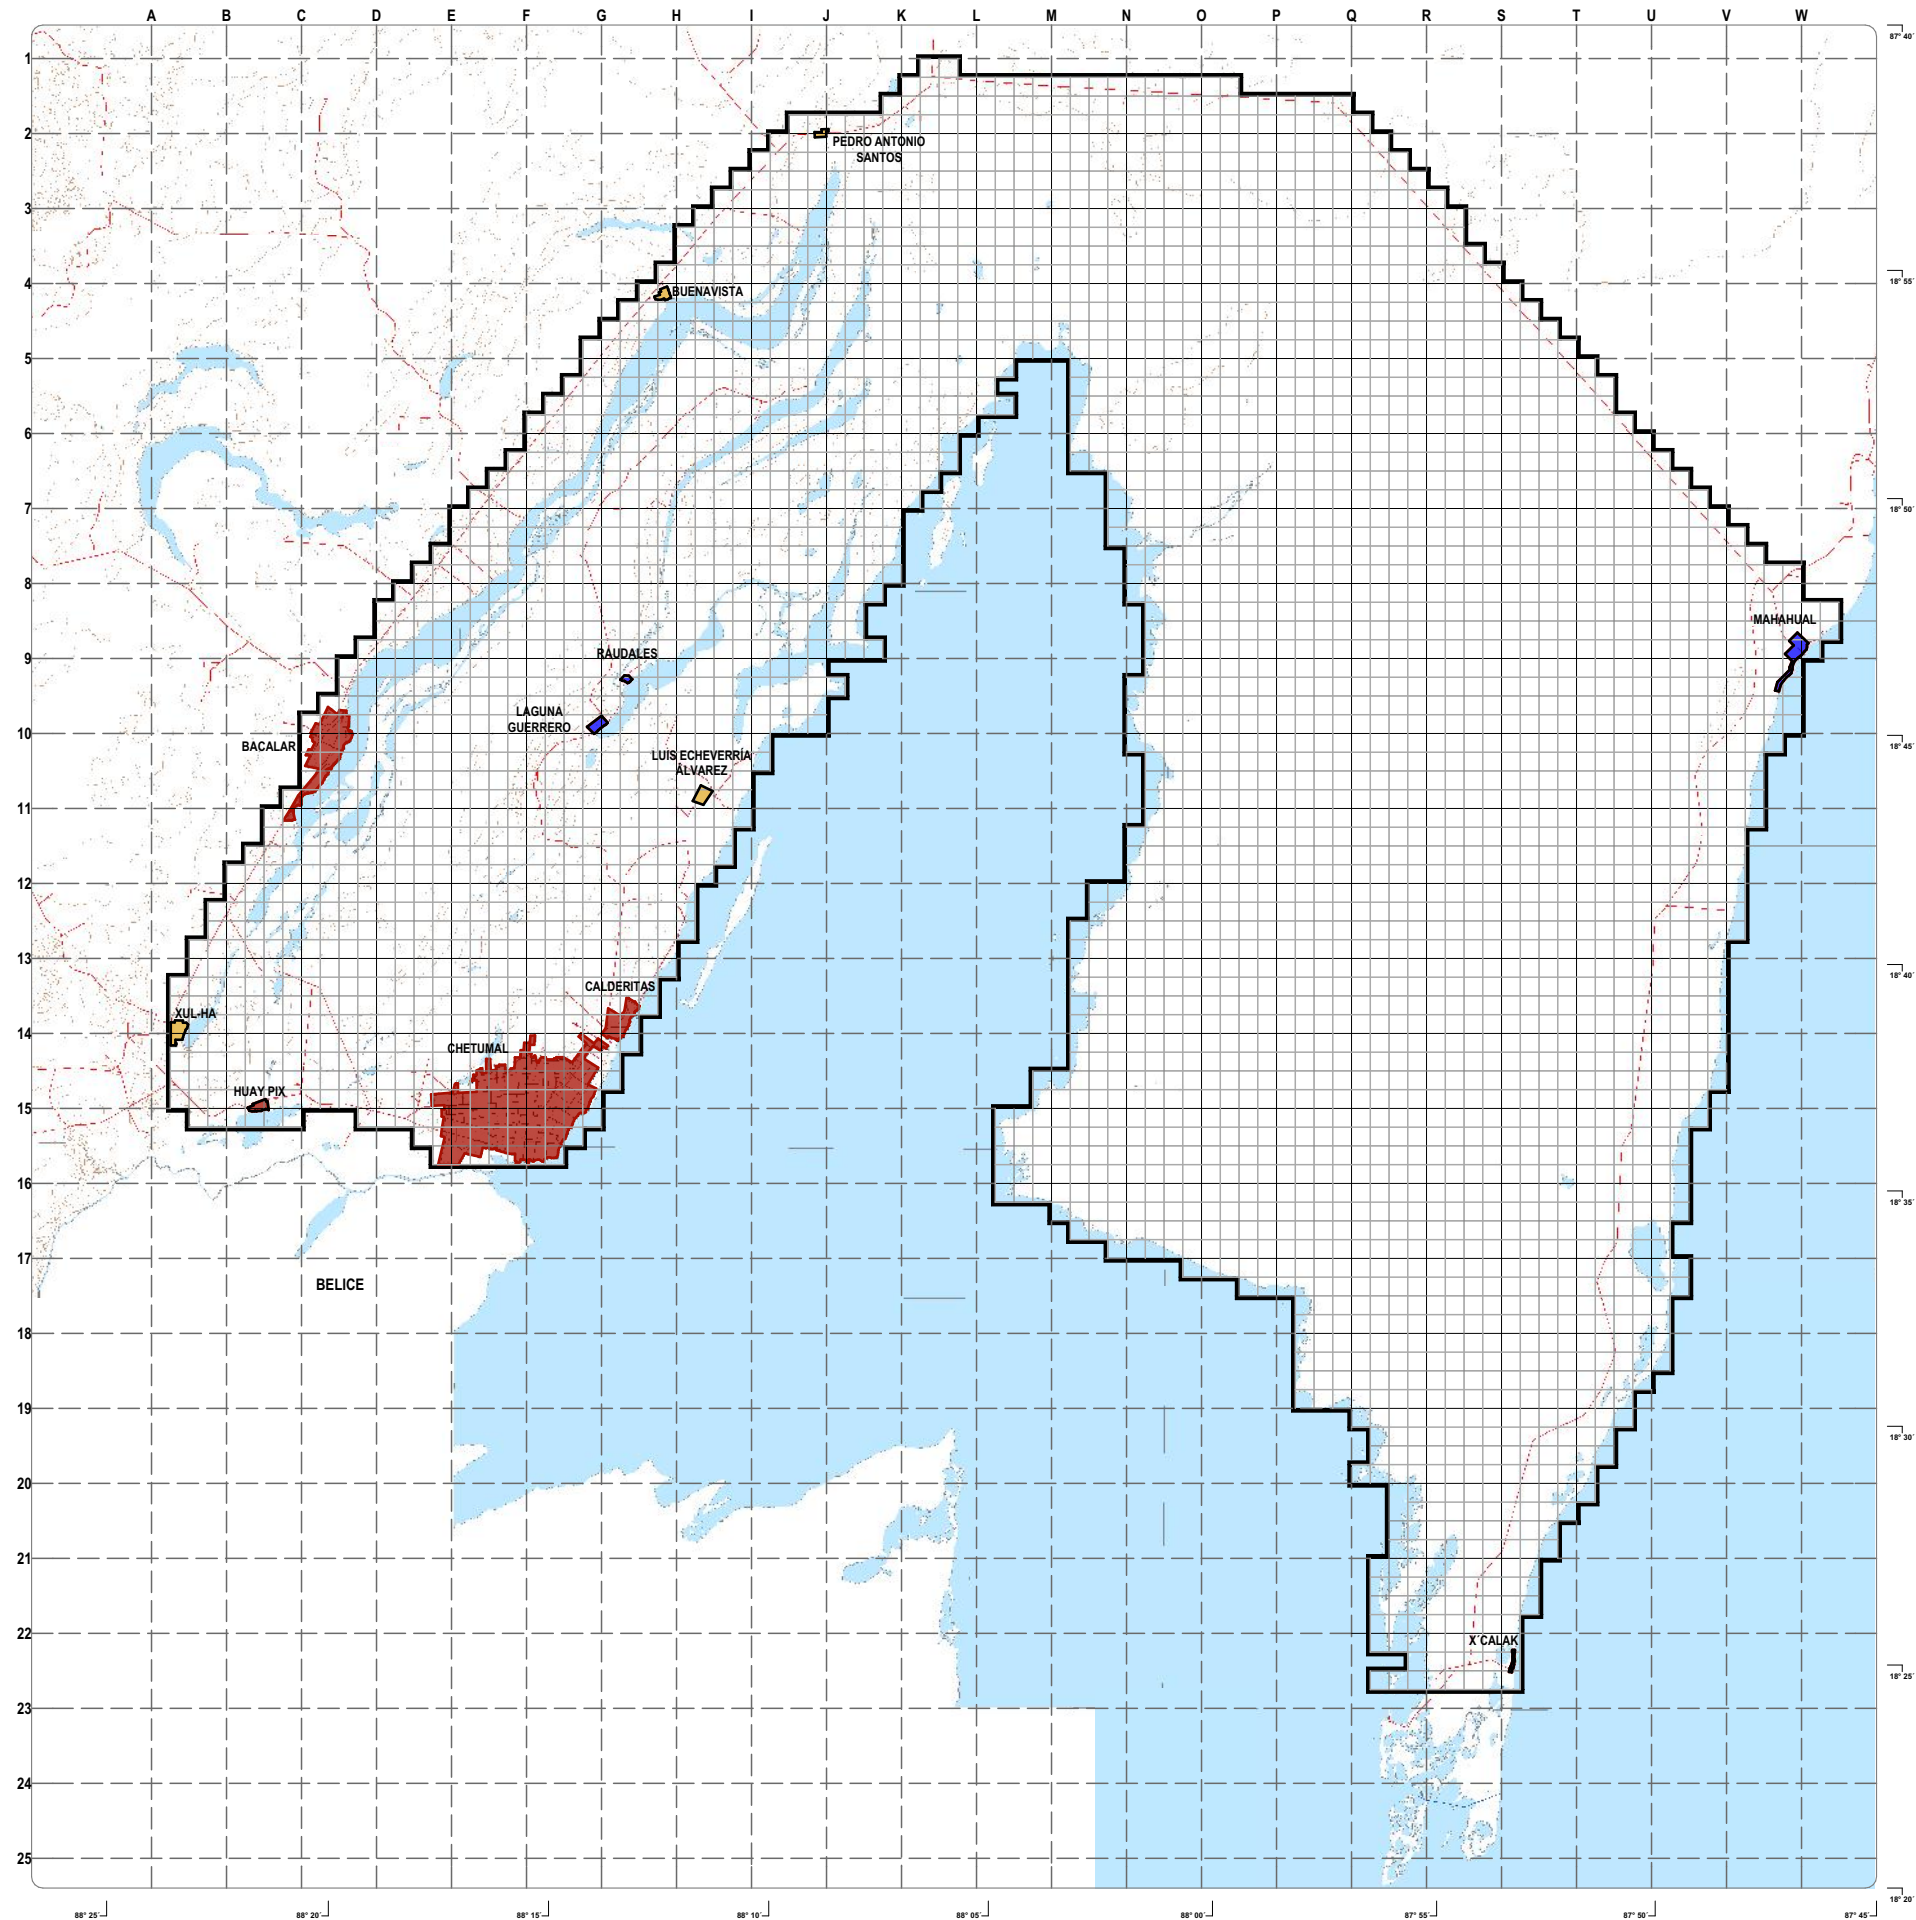 A B C D E F G H I J K L M N O P Q R S T U V W
87° 40´
1
2
3
4
5
6
7
8
9
10
11
12
13
14
15
16
17
18
19
20
21
22
23
24
25
PEDRO ANTONIO
SANTOS
BUENAVISTA
18° 55´
18° 50´
MAHAHUAL
RAUDALES
LAGUNA
GUERRERO
BACALAR
LUIS ECHEVERRÍA
ÁLVAREZ
18° 45´
18° 40´
CALDERITAS
XUL-HA
CHETUMAL
HUAY PIX
18° 35´
BELICE
18° 30´
X´CALAK
18° 25´
18° 20´
88° 25´ 88° 20´ 88° 15´ 88° 10´ 88° 05´ 88° 00´ 87° 55´ 87° 50´ 87° 45´